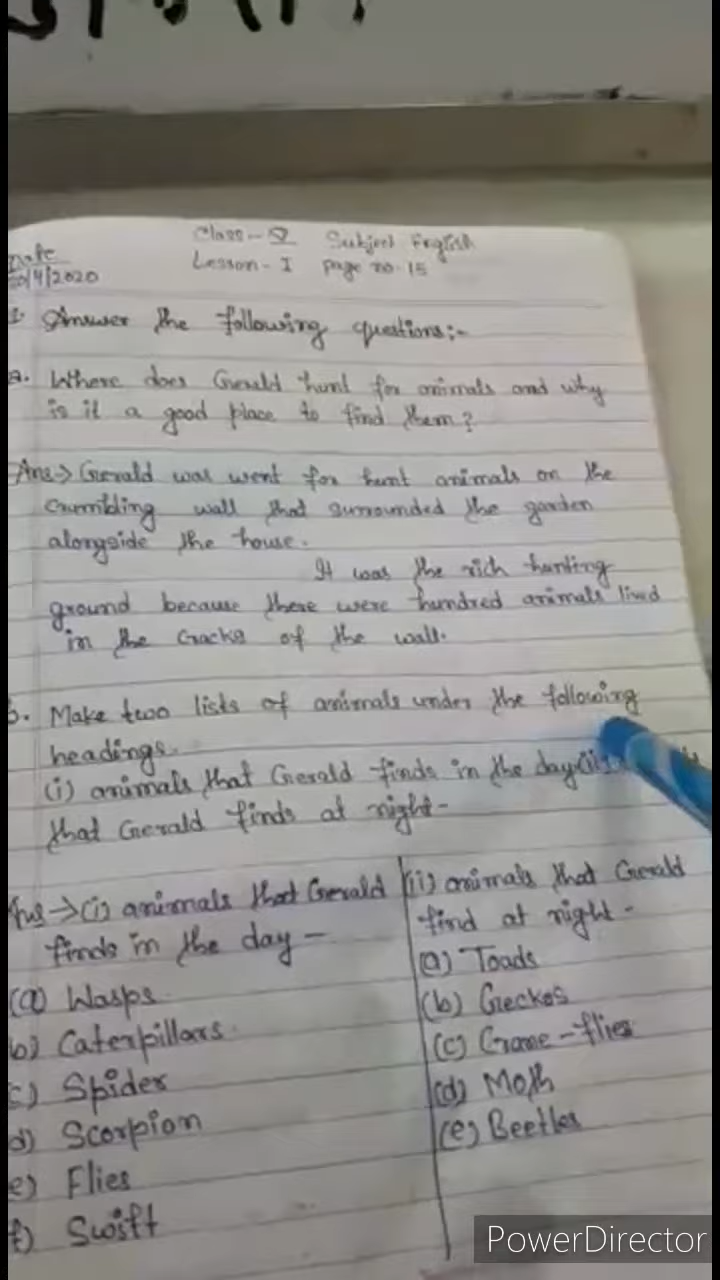 Class - V Subject English
Date Lesson - I page no. 15
/4/2020
Answer the following questions:-
a. Where does Gerald hunt for animals and why
is it a good place to find them?
Ans-> Gerald was went for hunt animals on the
crumbling wall that surrounded the garden
alongside the house.
It was the rich hunting
ground because there were hundred animals lived
in the cracks of the wall.
b. Make two lists of animals under the following
headings.
(i) animals that Gerald finds in the day (ii)
that Gerald finds at night-
Ans -> (i) animals that Gerald
finds in the day -
(a) Wasps
b) Caterpillars
c) Spider
d) Scorpion
e) Flies
f) Swift
(ii) animals that Gerald
find at night -
(a) Toads
(b) Geckos
(c) Crane-flies
(d) Moth
(e) Beetles
PowerDirector